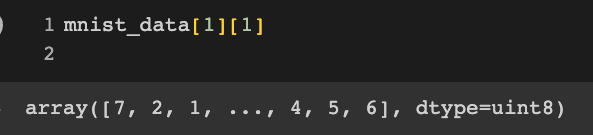 1 mnist_data[1][1]
2
array([7, 2, 1, ..., 4, 5, 6], dtype=uint8)